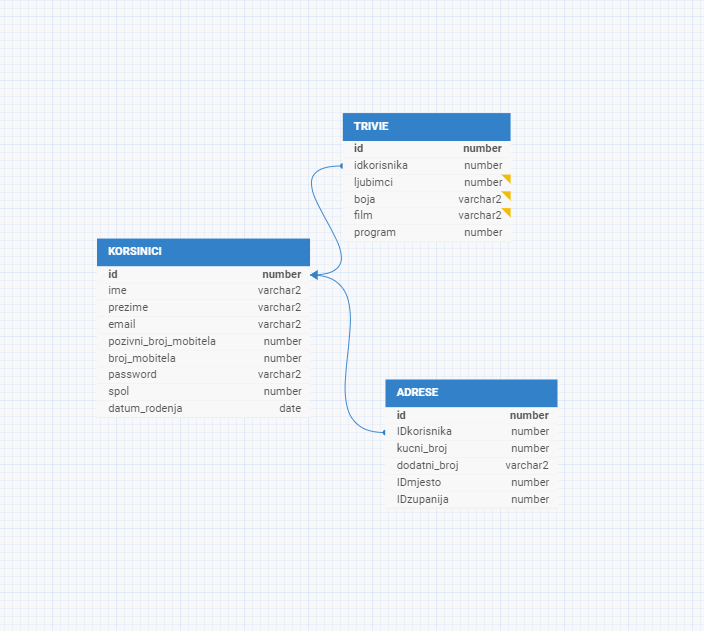 TRIVIE
id number
idkorisnika number
ljubimci number
boja varchar2
film varchar2
program number
KORSINICI
id number
ime varchar2
prezime varchar2
email varchar2
pozivni_broj_mobitela number
broj_mobitela number
password varchar2
spol number
datum_rodenja date
ADRESE
id number
IDkorisnika number
kucni_broj number
dodatni_broj varchar2
IDmjesto number
IDzupanija number